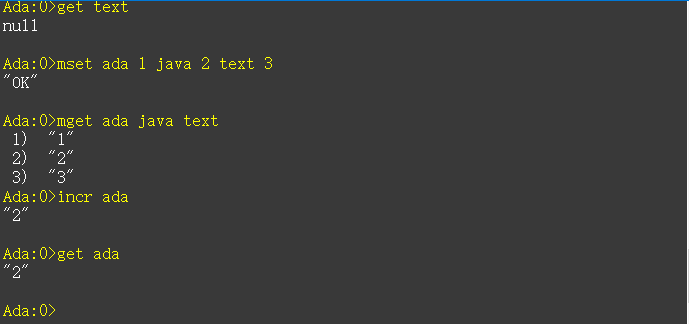 Ada:0>get text
null
Ada:0>mset ada 1 java 2 text 3
"OK"
Ada:0>mget ada java text
1) "1"
2) "2"
3) "3"
Ada:0>incr ada
"2"
Ada:0>get ada
"2"
Ada:0>